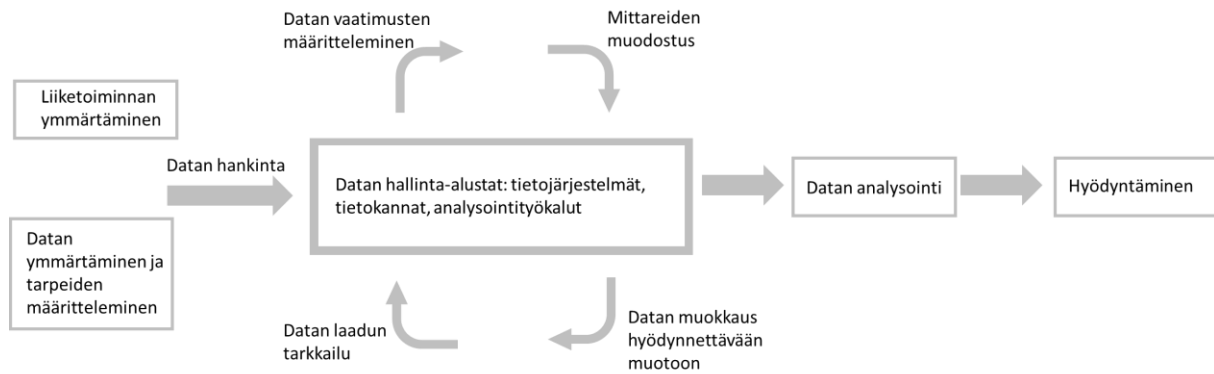 Datan vaatimusten
määritteleminen
Mittareiden
muodostus
Liiketoiminnan
ymmärtäminen
Datan hankinta
Datan hallinta-alustat: tietojärjestelmät,
tietokannat, analysointityökalut
Datan analysointi
Hyödyntäminen
Datan
ymmärtäminen ja
tarpeiden
määritteleminen
Datan laadun
tarkkailu
Datan muokkaus
hyödynnettävään
muotoon